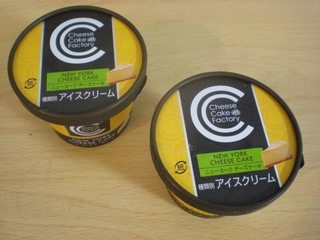 Cheese
Cake
Factory
NEW YORK
CHEESE CAKE
ニューヨーク チーズケーキ
種類別 アイスクリーム
Cheese
Cake
Factory
NEW YORK
CHEESE CAKE
ニューヨーク チーズケーキ
種類別 アイスクリーム